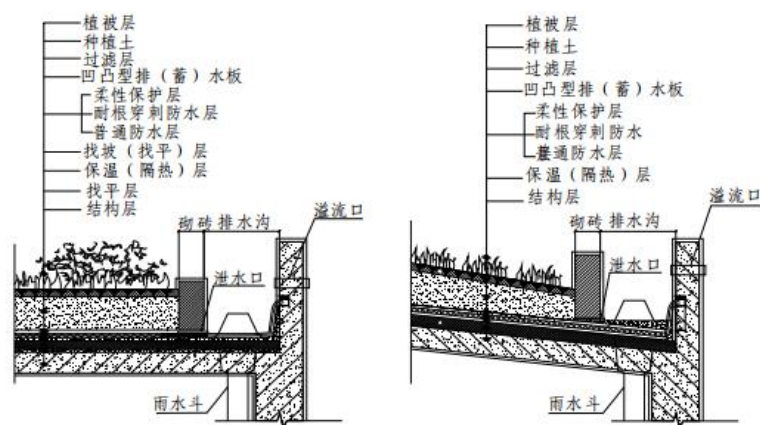 植被层
种植土
过滤层
凹凸型排（蓄）水板
柔性保护层
耐根穿刺防水层
普通防水层
找坡（找平）层
保温（隔热）层
找平层
结构层
砌砖 排水沟
溢流口
泄水口
雨水斗
植被层
种植土
过滤层
凹凸型排（蓄）水板
柔性保护层
耐根穿刺防水
通防水层
保温（隔热）层
结构层
砌砖 排水沟
溢流口
泄水口
雨水斗